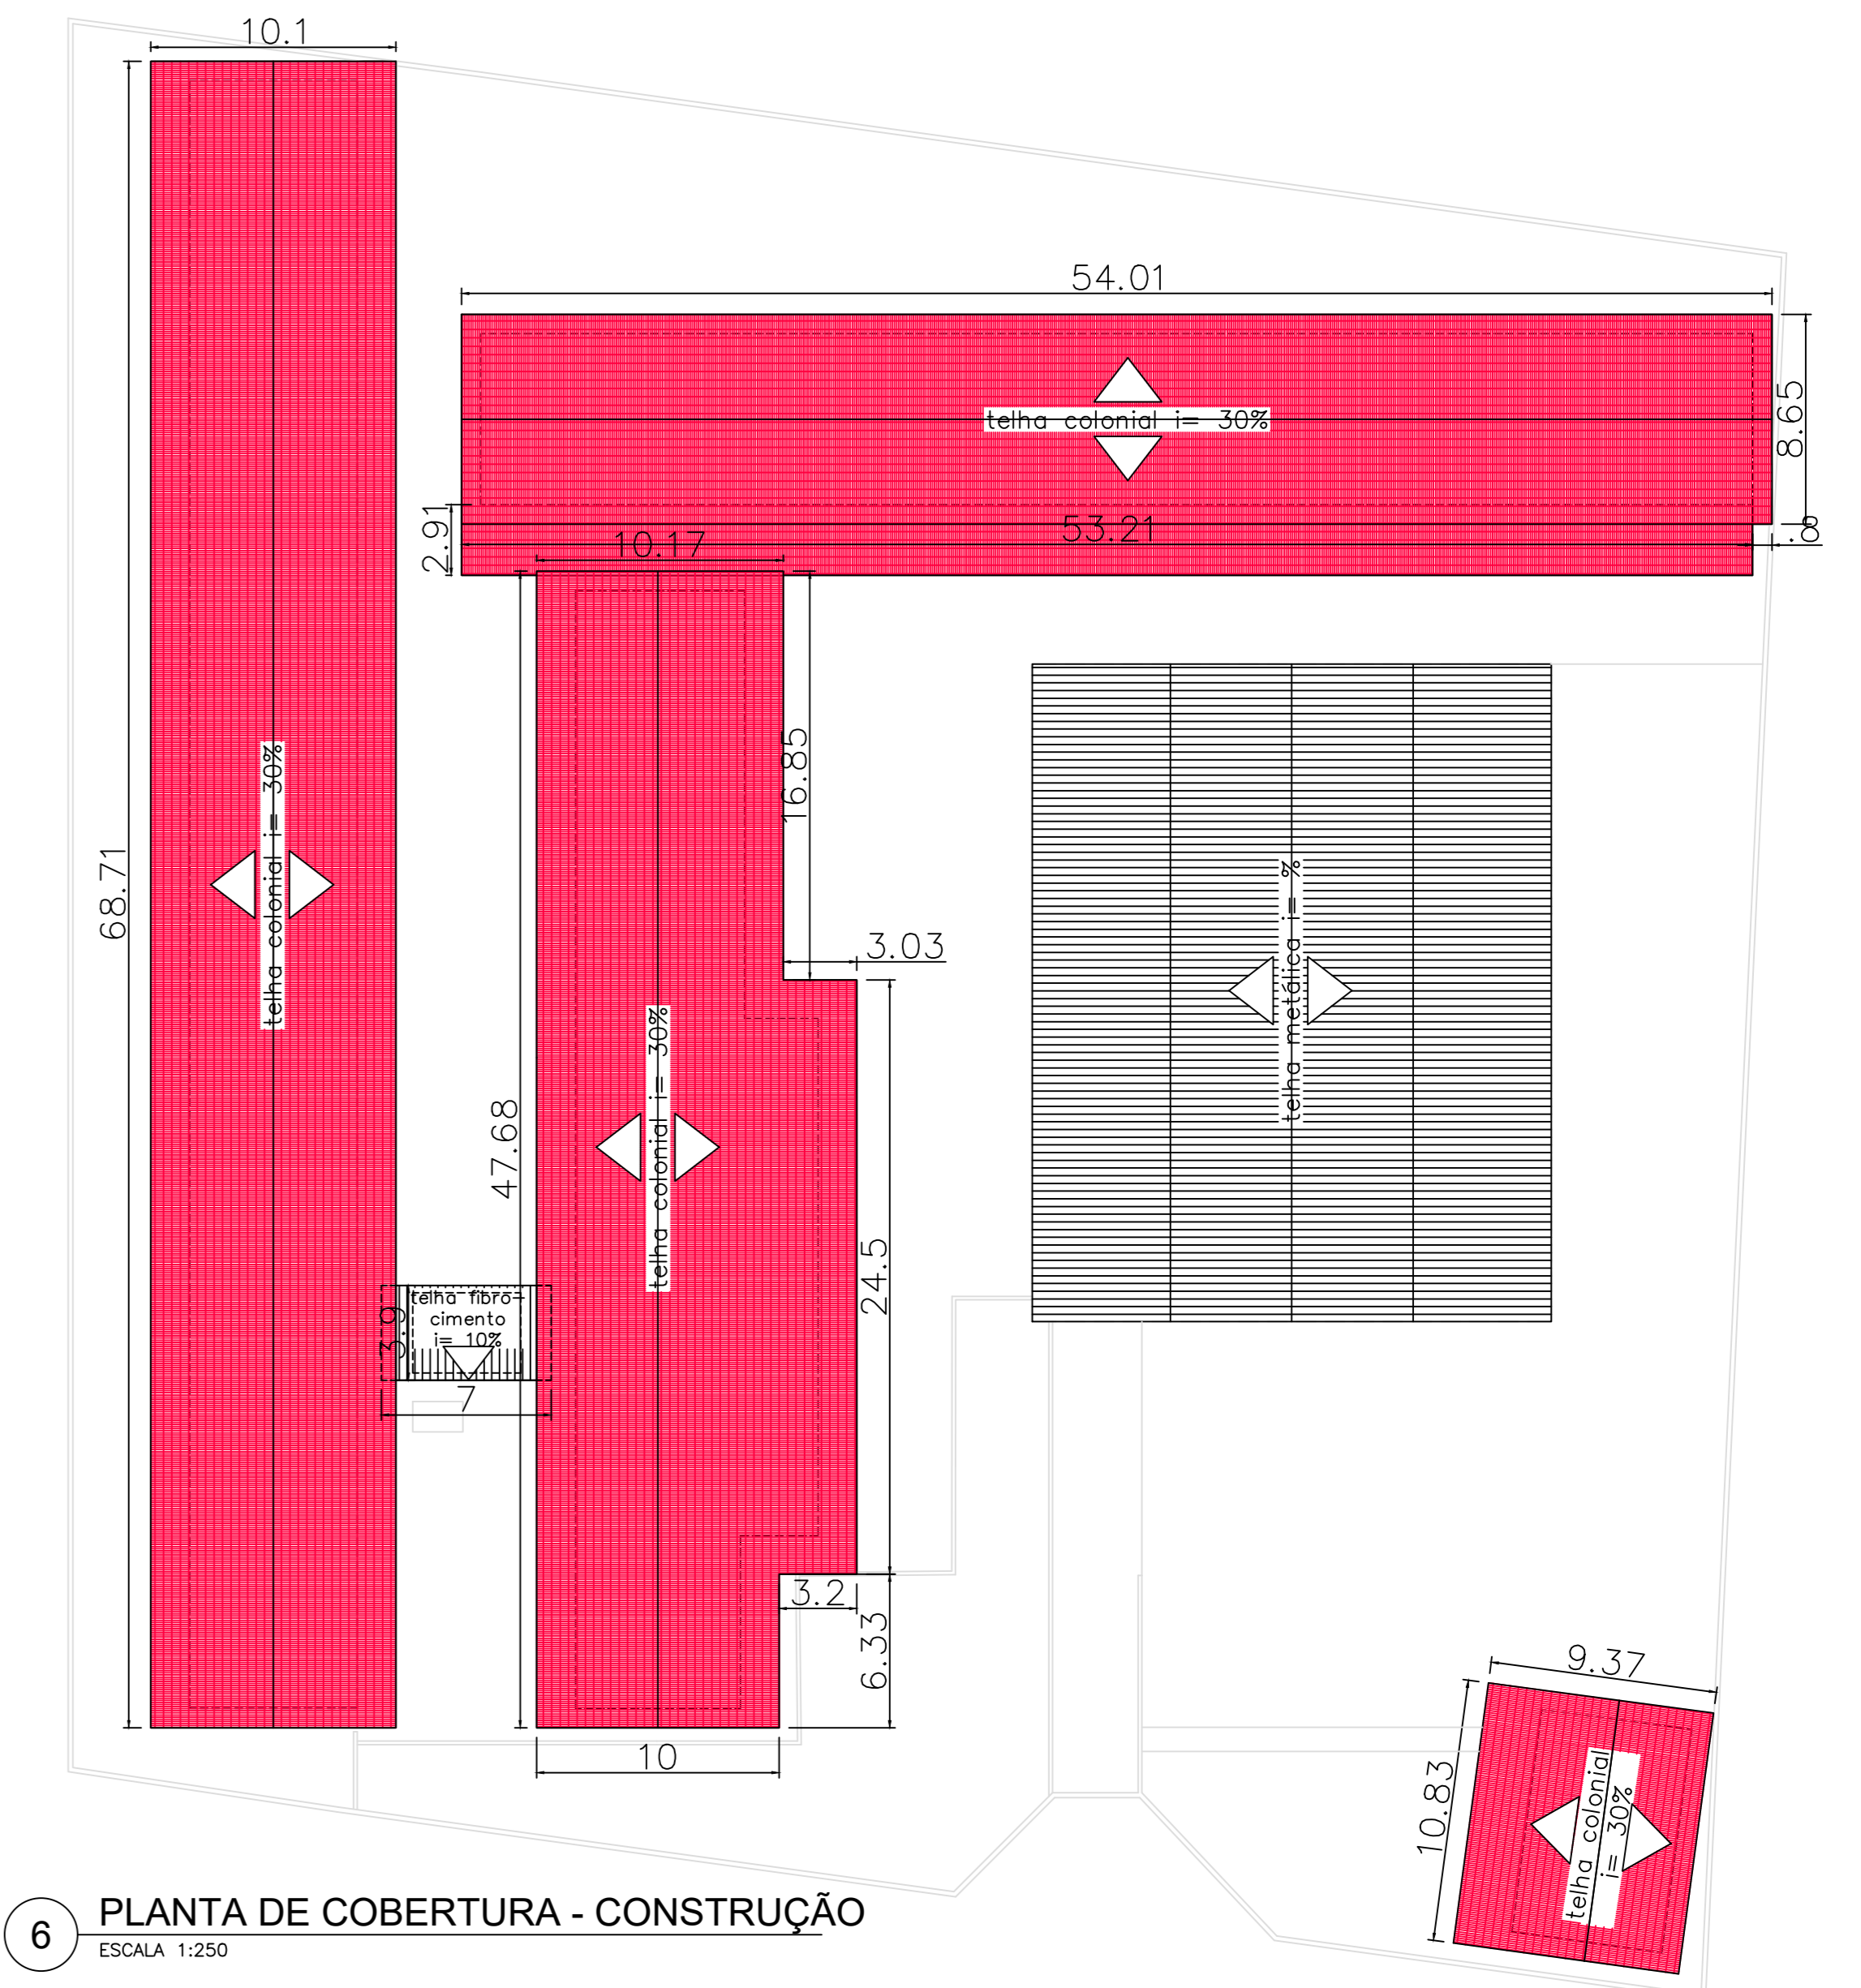 10.1
54.01
8.65
telha colonial i= 30%
2.91
53.21
.8
10.17
68.71
telha colonial i= 30%
16.85
3.03
telha metálica i= %
47.68
telha colonial i= 30%
24.5
3.9
telha fibro-
cimento
i= 10%
7
3.2
6.33
10
9.37
10.83
telha colonial
i= 30%
6
PLANTA DE COBERTURA - CONSTRUÇÃO
ESCALA 1:250